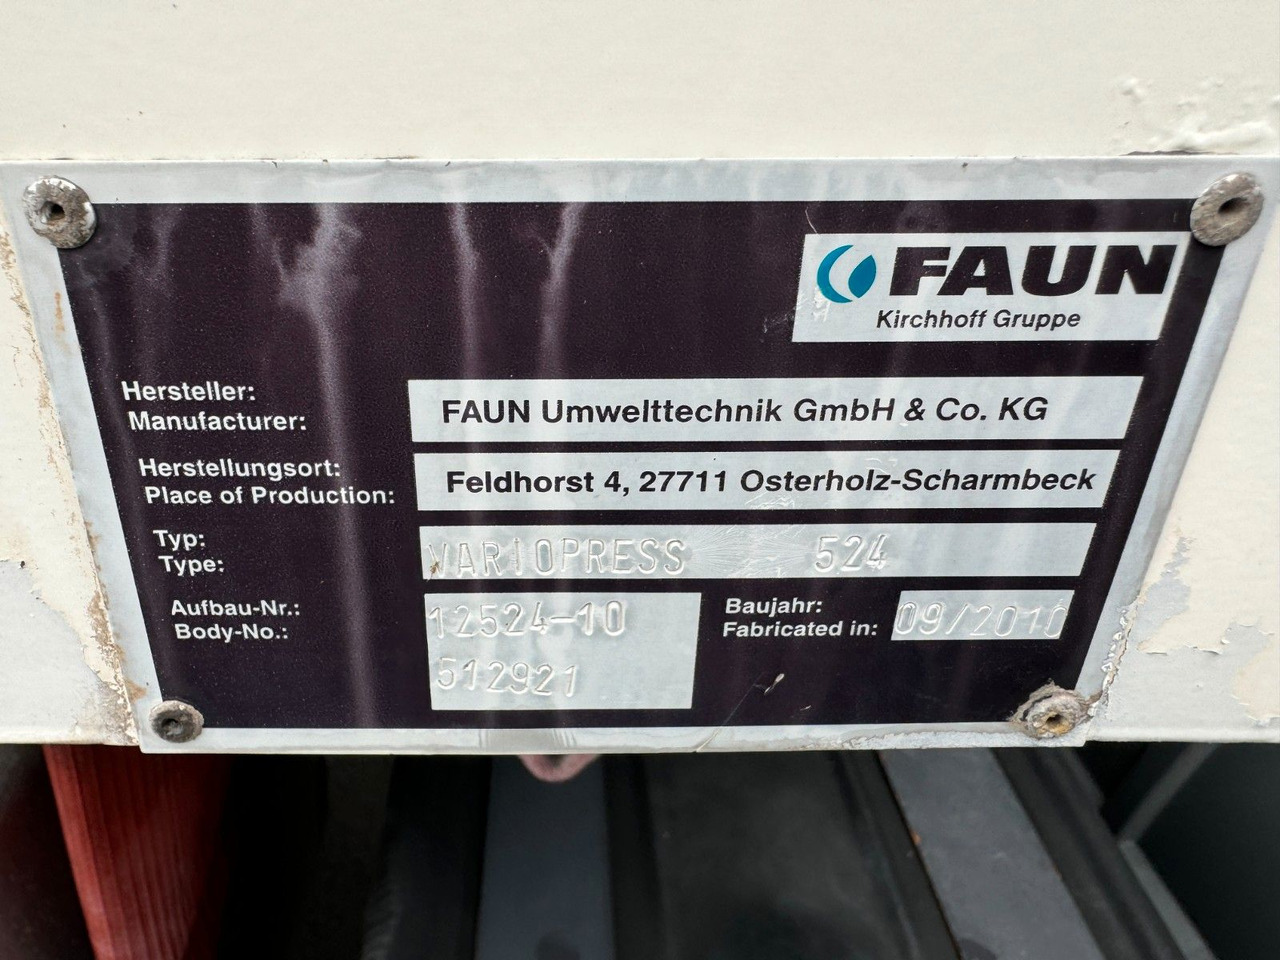 FAUN
Kirchhoff Gruppe
Hersteller:
Manufacturer:
FAUN Umwelttechnik GmbH & Co. KG
Herstellungsort:
Place of Production:
Feldhorst 4, 27711 Osterholz-Scharmbeck
Typ:
Type:
VARIOPRESS 524
Aufbau-Nr.:
Body-No.:
12524-10
512921
Baujahr:
Fabricated in:
09/2010